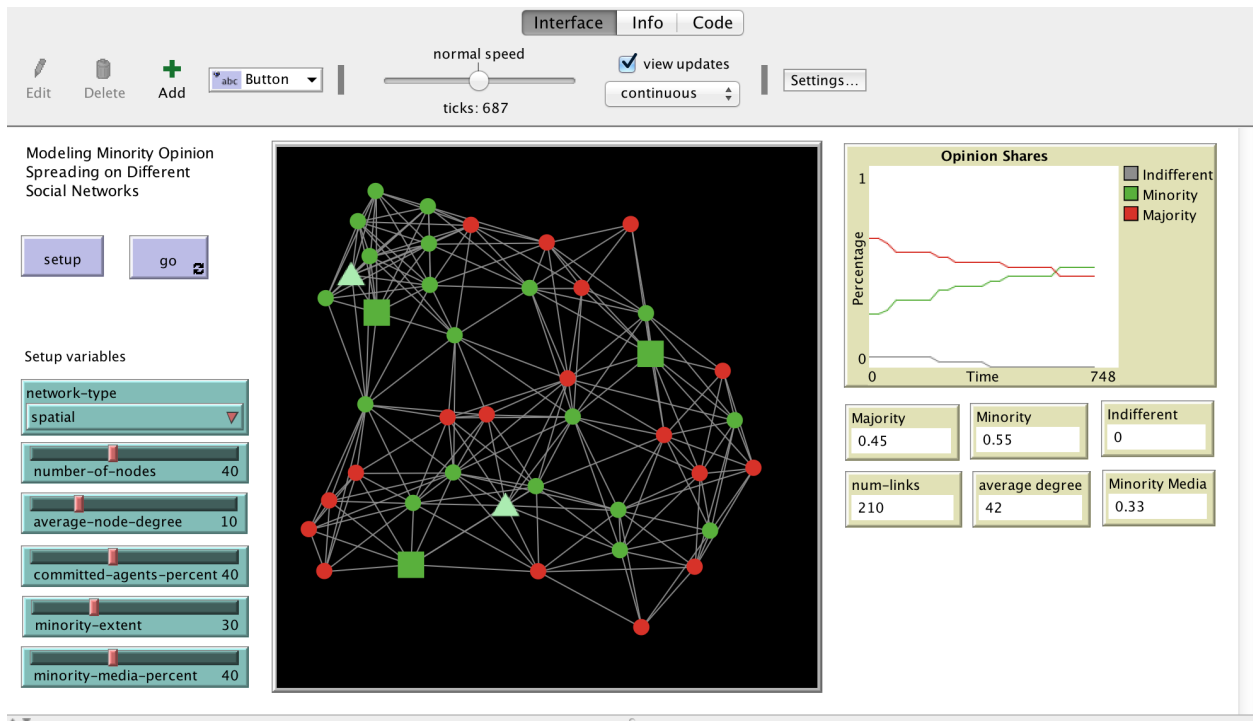 Interface Info Code
normal speed
view updates
Edit Delete Add abc Button continuous Settings...
ticks: 687
Modeling Minority Opinion
Spreading on Different
Social Networks
setup go
Setup variables
network-type
spatial
number-of-nodes 40
average-node-degree 10
committed-agents-percent 40
minority-extent 30
minority-media-percent 40
Opinion Shares
1
Percentage
0
0 Time 748
Indifferent
Minority
Majority
Majority Minority Indifferent
0.45 0.55 0
num-links average degree Minority Media
210 42 0.33